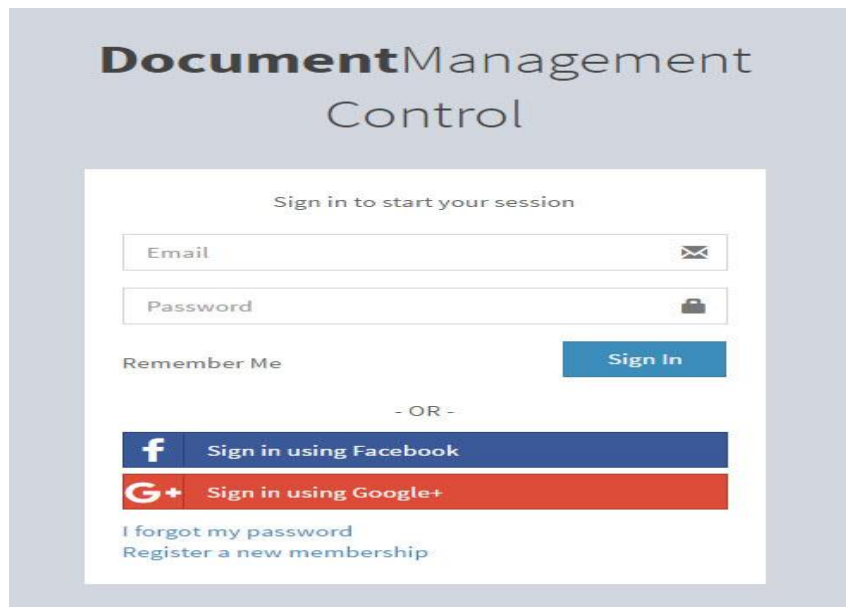 DocumentManagement
Control
Sign in to start your session
Email
Password
Remember Me
Sign In
- OR -
f
Sign in using Facebook
G+
Sign in using Google+
I forgot my password
Register a new membership